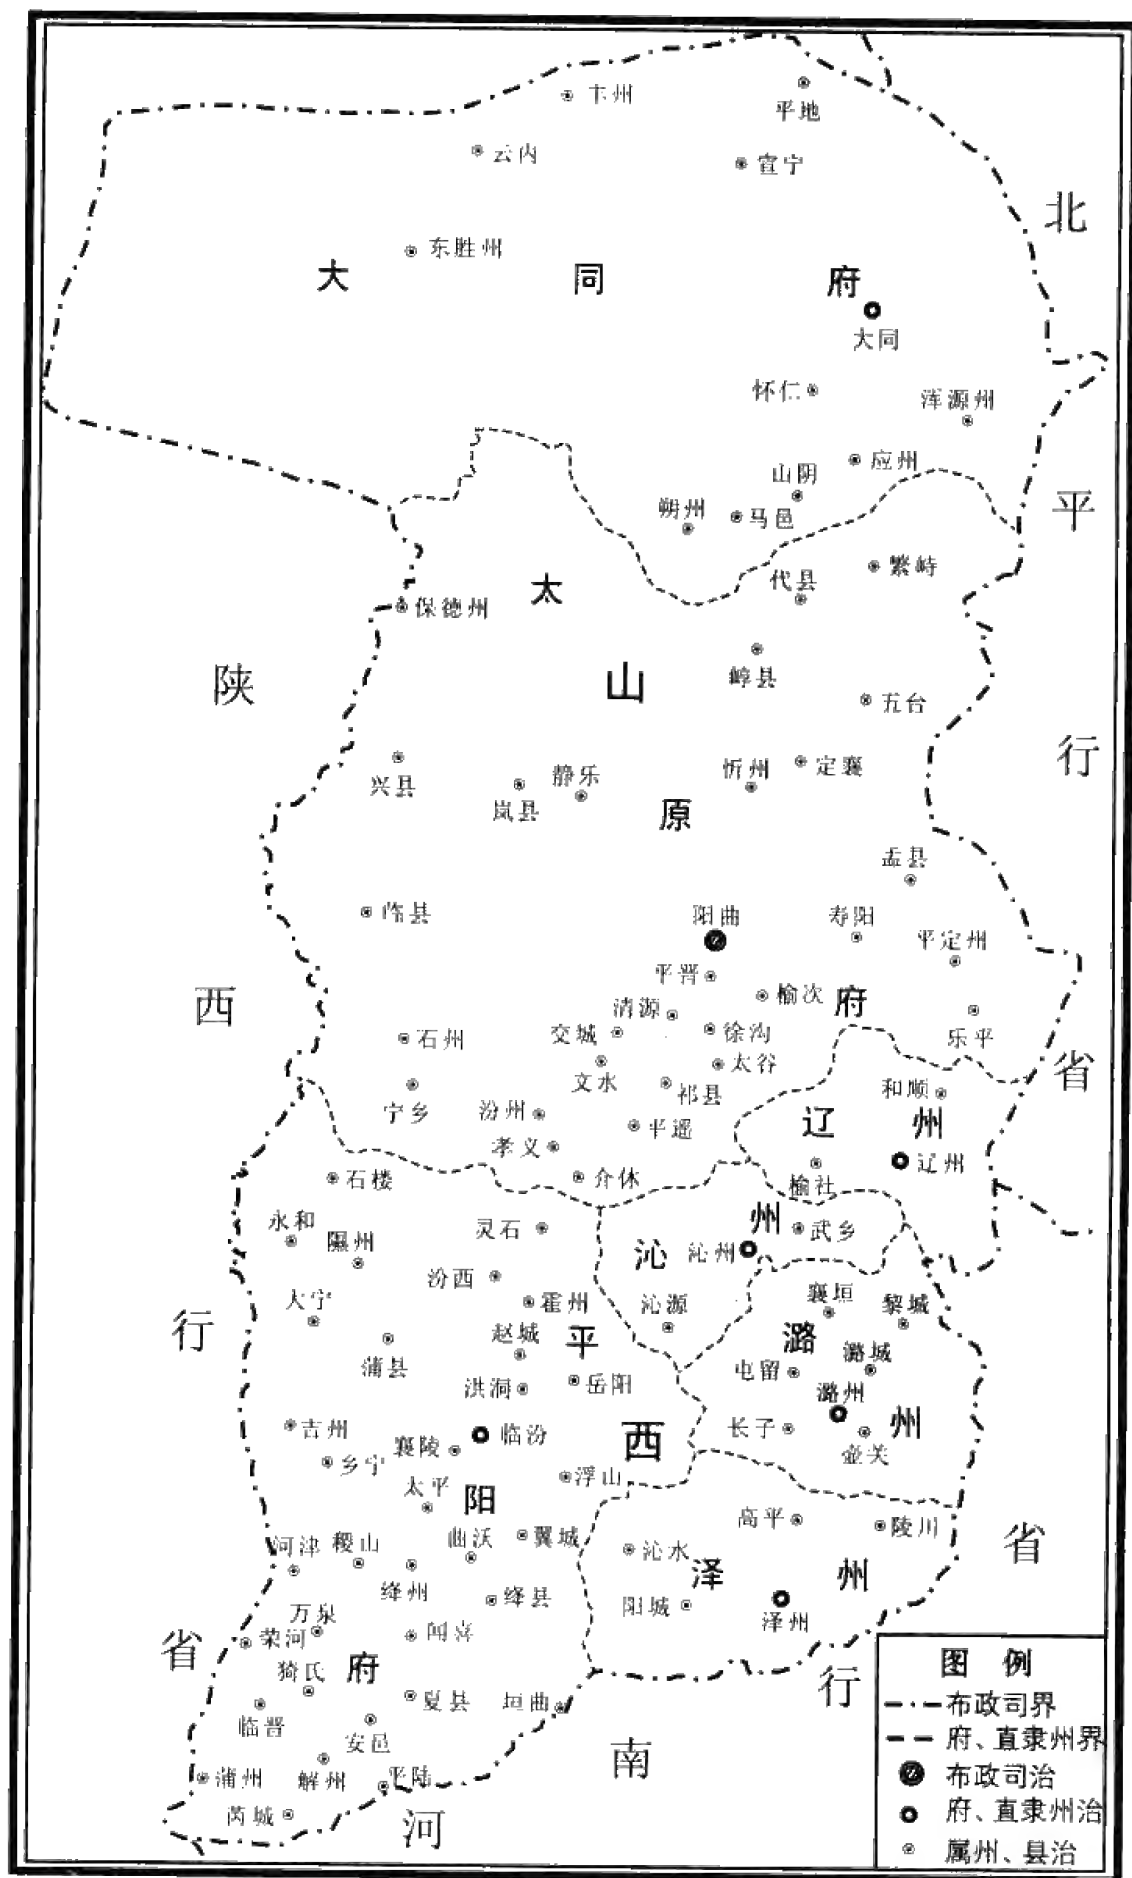 卞州
平地
云内
宣宁
北
东胜州
大同府
大同
怀仁
浑源州
应州
山阴
朔州
马邑
平
繁峙
代县
太
保德州
崞县
陕
山
五台
行
兴县
岚县
静乐
忻州
定襄
原
盂县
临县
阳曲
寿阳
平定州
平晋
榆次
府
西
清源
交城
徐沟
乐平
石州
太谷
文水
祁县
和顺
省
宁乡
汾州
平遥
辽州
孝义
辽州
石楼
介休
榆社
永和
隰州
灵石
州
武乡
沁
沁州
汾西
大宁
霍州
沁源
襄垣
黎城
行
赵城
平
潞
蒲县
屯留
潞城
洪洞
岳阳
潞州
吉州
临汾
西
长子
州
襄陵
壶关
乡宁
太平
浮山
阳
高平
陵川
河津
稷山
曲沃
翼城
沁水
省
绛州
泽州
绛县
阳城
泽州
万泉
荣河
闻喜
省
猗氏
府
夏县
垣曲
行
临晋
安邑
南
蒲州
解州
平陆
芮城
河
图例
布政司界
府、直隶州界
布政司治
府、直隶州治
属州、县治